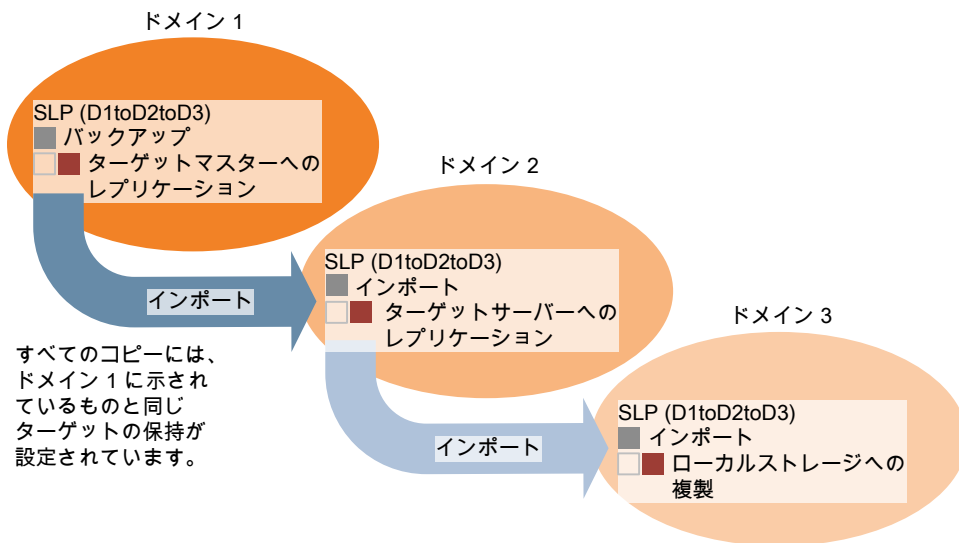 ドメイン 1
SLP (D1toD2toD3)
バックアップ
ターゲットマスターへの
レプリケーション
インポート
すべてのコピーには、
ドメイン 1 に示され
ているものと同じ
ターゲットの保持が
設定されています。
ドメイン 2
SLP (D1toD2toD3)
インポート
ターゲットサーバーへの
レプリケーション
インポート
ドメイン 3
SLP (D1toD2toD3)
インポート
ローカルストレージへの
複製